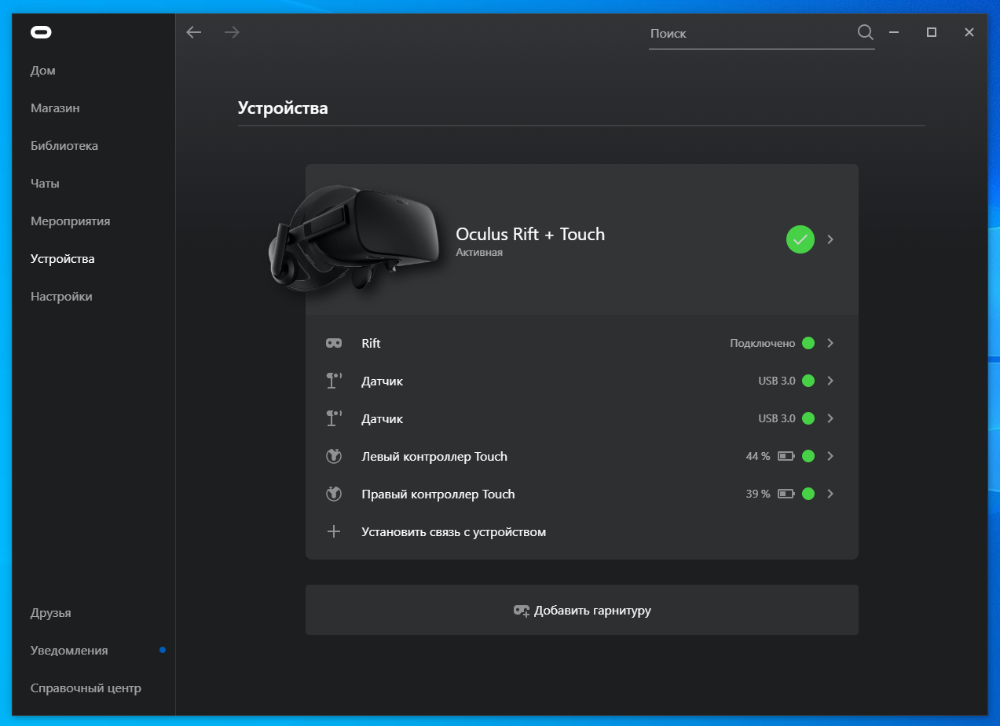 Поиск
Дом
Магазин
Библиотека
Чаты
Мероприятия
Устройства
Настройки
Друзья
Уведомления
Справочный центр
Устройства
Oculus Rift + Touch
Активная
Rift Подключено
Датчик USB 3.0
Датчик USB 3.0
Левый контроллер Touch 44 %
Правый контроллер Touch 39 %
Установить связь с устройством
Добавить гарнитуру